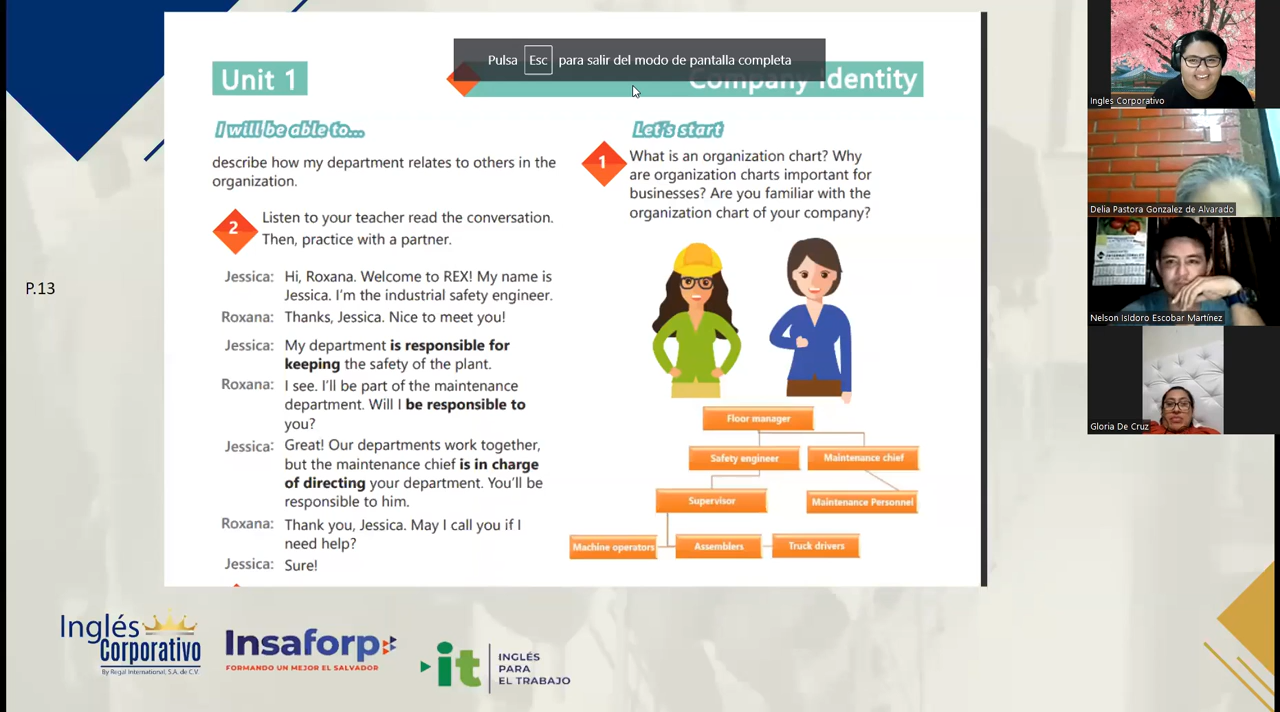 Pulsa Esc para salir del modo de pantalla completa
Unit 1
Company Identity
I will be able to...
describe how my department relates to others in the
organization.
2
Listen to your teacher read the conversation.
Then, practice with a partner.
Jessica: Hi, Roxana. Welcome to REX! My name is
Jessica. I'm the industrial safety engineer.
Roxana: Thanks, Jessica. Nice to meet you!
Jessica: My department is responsible for
keeping the safety of the plant.
Roxana: I see. I'll be part of the maintenance
department. Will I be responsible to
you?
Jessica: Great! Our departments work together,
but the maintenance chief is in charge
of directing your department. You'll be
responsible to him.
Roxana: Thank you, Jessica. May I call you if I
need help?
Jessica: Sure!
Let's start
1
What is an organization chart? Why
are organization charts important for
businesses? Are you familiar with the
organization chart of your company?
Floor manager
Safety engineer
Maintenance chief
Supervisor
Maintenance Personnel
Machine operators
Assemblers
Truck drivers
P.13
Inglés
Corporativo
By Regal International, S.A. de C.V.
Insaforp
FORMANDO UN MEJOR EL SALVADOR
it
INGLÉS
PARA
EL TRABAJO
Ingles Corporativo
Delia Pastora Gonzalez de Alvarado
Nelson Isidoro Escobar Martínez
Gloria De Cruz